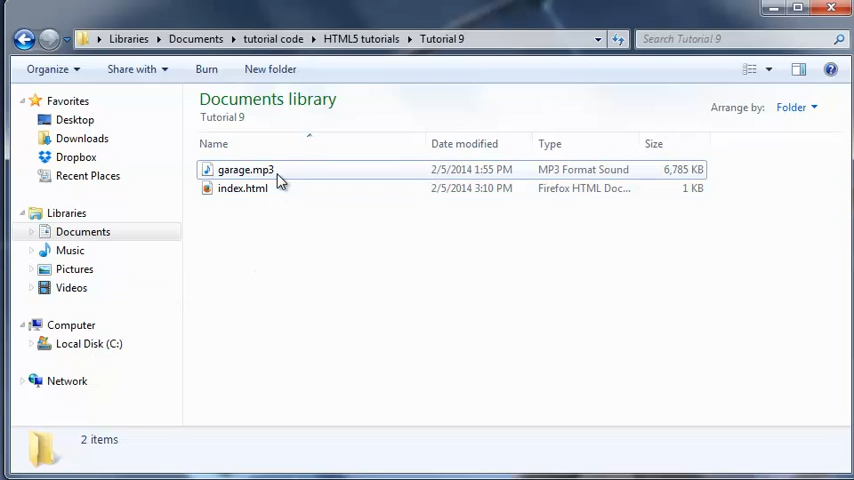 Libraries Documents tutorial code HTML5 tutorials Tutorial 9 Search Tutorial 9
Organize Share with Burn New folder
Favorites
Desktop
Downloads
Dropbox
Recent Places
Libraries
Documents
Music
Pictures
Videos
Computer
Local Disk (C:)
Network
Documents library
Tutorial 9
Arrange by: Folder
Name Date modified Type Size
garage.mp3 2/5/2014 1:55 PM MP3 Format Sound 6,785 KB
index.html 2/5/2014 3:10 PM Firefox HTML Doc... 1 KB
2 items